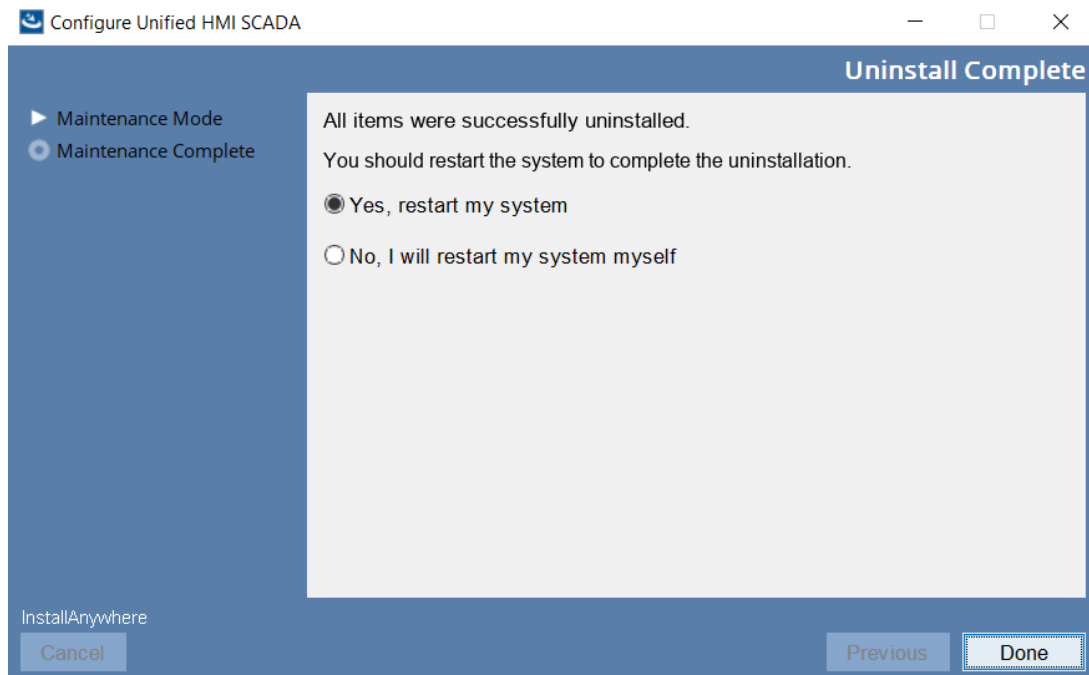 Configure Unified HMI SCADA
Uninstall Complete
Maintenance Mode
Maintenance Complete
All items were successfully uninstalled.
You should restart the system to complete the uninstallation.
Yes, restart my system
No, I will restart my system myself
InstallAnywhere
Cancel
Previous
Done